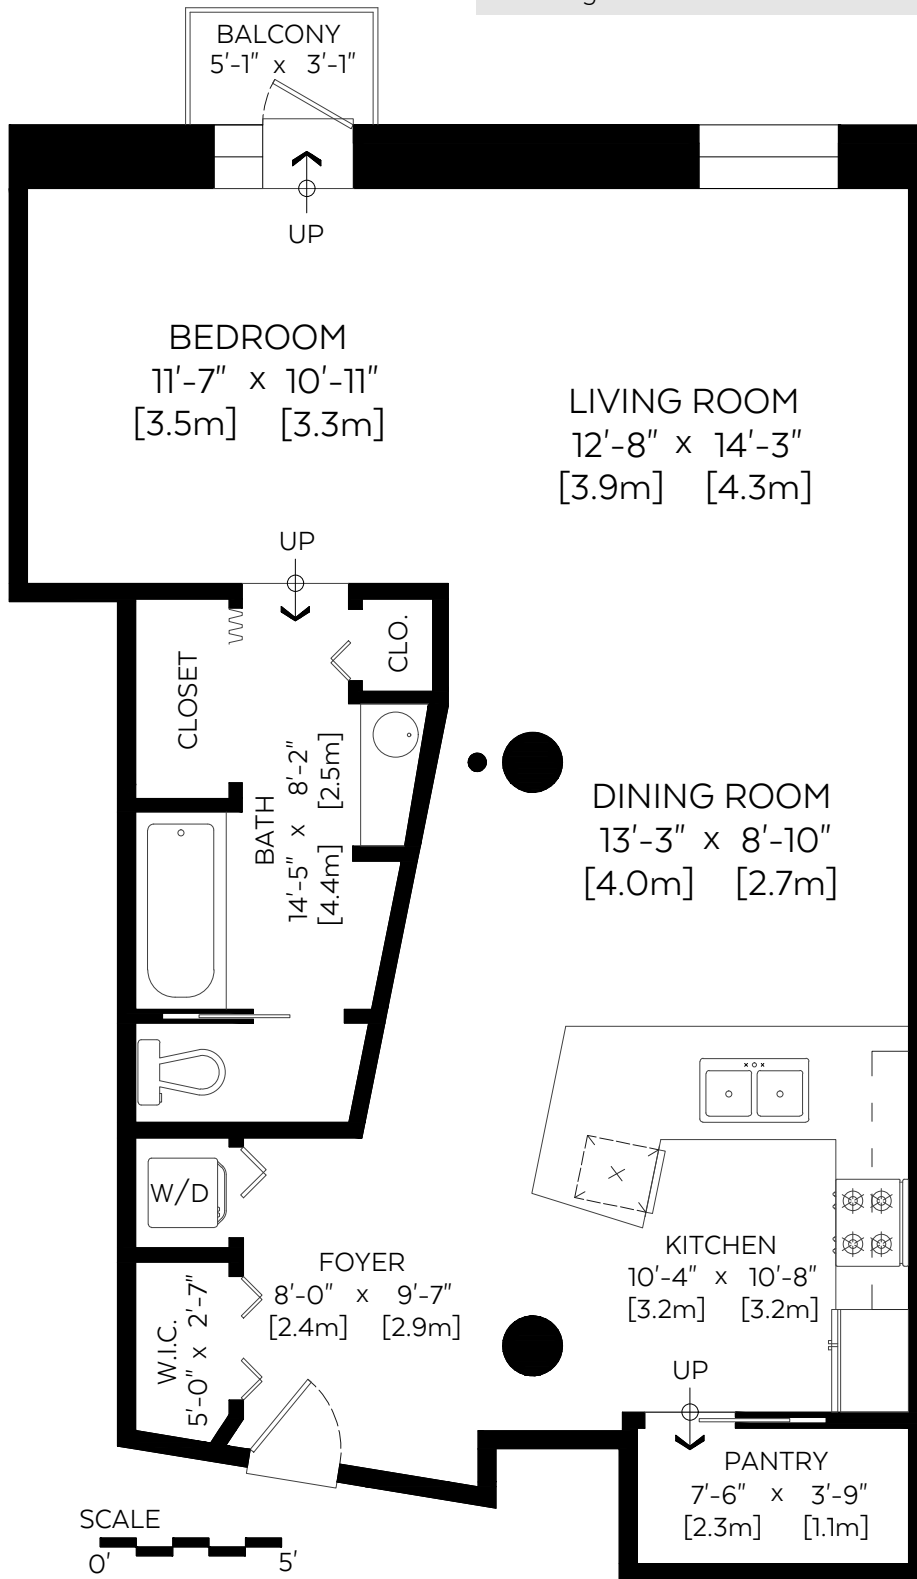 BALCONY
5'-1" x 3'-1"
UP
BEDROOM
11'-7" x 10'-11"
[3.5m] [3.3m]
LIVING ROOM
12'-8" x 14'-3"
[3.9m] [4.3m]
UP
CLOSET
CLO.
BATH
14'-5" x 8'-2"
[4.4m] [2.5m]
DINING ROOM
13'-3" x 8'-10"
[4.0m] [2.7m]
W/D
FOYER
8'-0" x 9'-7"
[2.4m] [2.9m]
KITCHEN
10'-4" x 10'-8"
[3.2m] [3.2m]
W.I.C.
5'-0" x 2'-7"
UP
PANTRY
7'-6" x 3'-9"
[2.3m] [1.1m]
SCALE
0' 5'